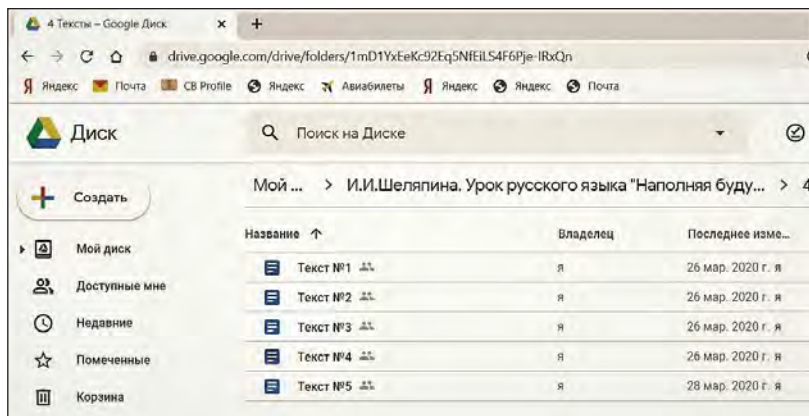 4 Тексты – Google Диск × +
drive.google.com/drive/folders/1mD1YxEeKc92Eq5NfEiLS4F6Pje-IRxQn
Яндекс Почта CB Profile Яндекс Авиабилеты Яндекс Яндекс Почта
Диск Поиск на Диске
Создать
Мой ... > И.И.Шеляпина. Урок русского языка "Наполняя буду... > 4
Название ↑ Владелец Последнее изме...
Мой диск
Доступные мне
Недавние
Помеченные
Корзина
Текст №1 я 26 мар. 2020 г. я
Текст №2 я 26 мар. 2020 г. я
Текст №3 я 26 мар. 2020 г. я
Текст №4 я 26 мар. 2020 г. я
Текст №5 я 28 мар. 2020 г. я